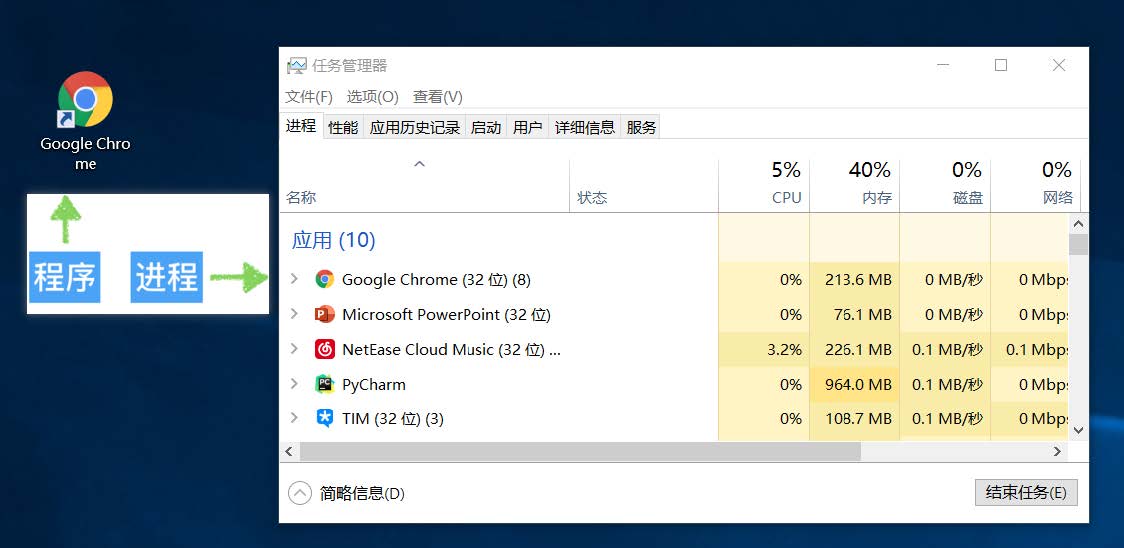 Google Chro
me
程序 进程
任务管理器
文件(F) 选项(O) 查看(V)
进程 性能 应用历史记录 启动 用户 详细信息 服务
5% 40% 0% 0%
名称 状态 CPU 内存 磁盘 网络
应用 (10)
Google Chrome (32 位) (8) 0% 213.6 MB 0 MB/秒 0 Mbps
Microsoft PowerPoint (32 位) 0% 76.1 MB 0 MB/秒 0 Mbps
NetEase Cloud Music (32 位) ... 3.2% 226.1 MB 0.1 MB/秒 0.1 Mbps
PyCharm 0% 964.0 MB 0.1 MB/秒 0 Mbps
TIM (32 位) (3) 0% 108.7 MB 0.1 MB/秒 0 Mbps
简略信息(D) 结束任务(E)